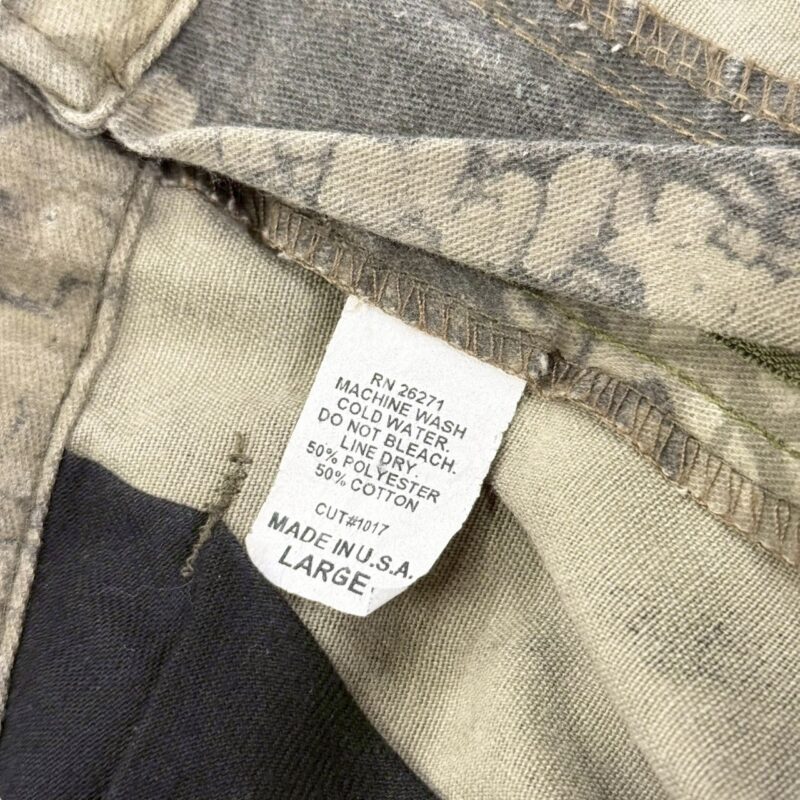 RN 26271
MACHINE WASH
COLD WATER.
DO NOT BLEACH.
LINE DRY.
50% POLYESTER
50% COTTON
CUT#1017
MADE IN U.S.A.
LARGE